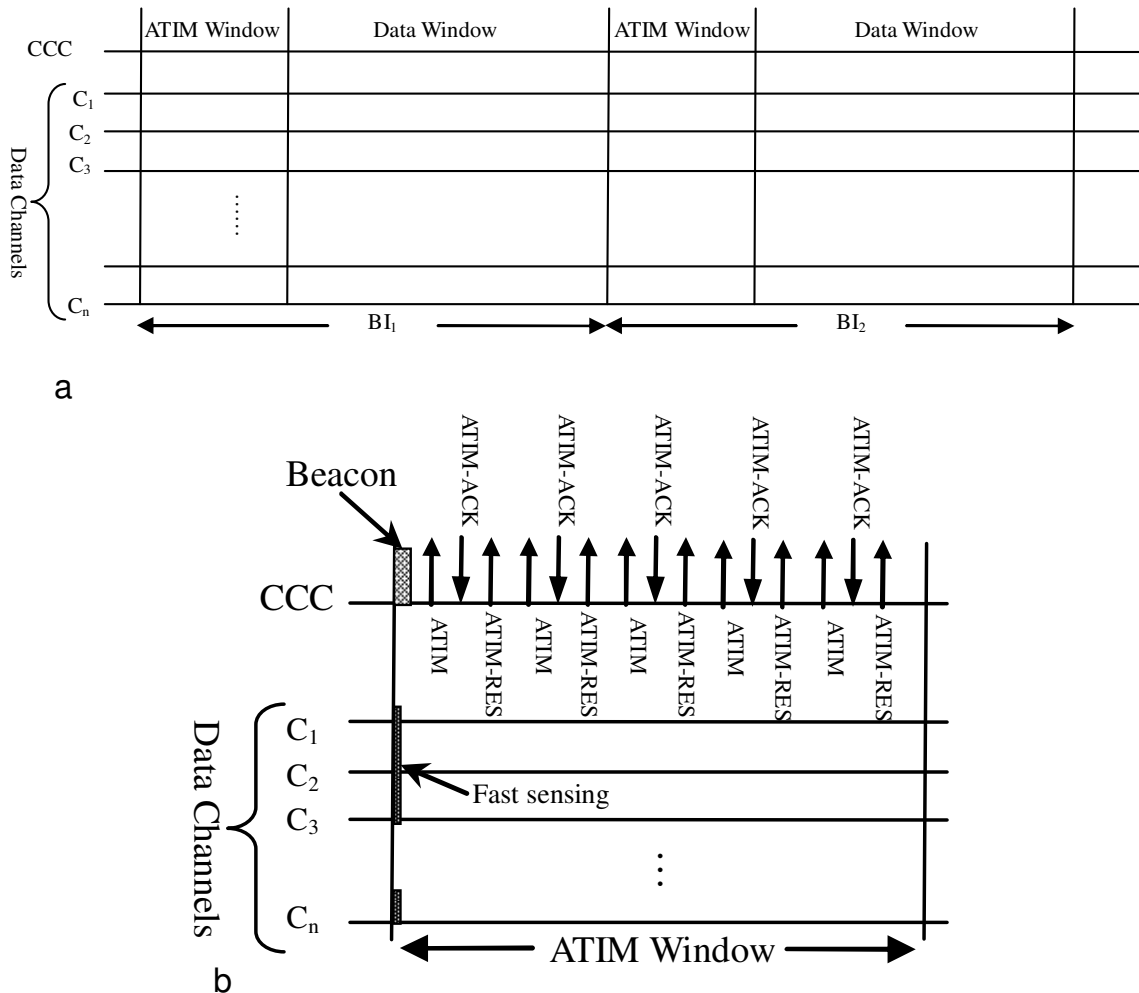 ATIM Window Data Window ATIM Window Data Window
CCC
C1
C2
C3
......
Cn
Data Channels
BI1 BI2
a
ATIM-ACK ATIM-ACK ATIM-ACK ATIM-ACK ATIM-ACK
Beacon
CCC
ATIM ATIM-RES ATIM ATIM-RES ATIM ATIM-RES ATIM ATIM-RES ATIM ATIM-RES
C1
C2
Fast sensing
C3
...
Cn
Data Channels
ATIM Window
b